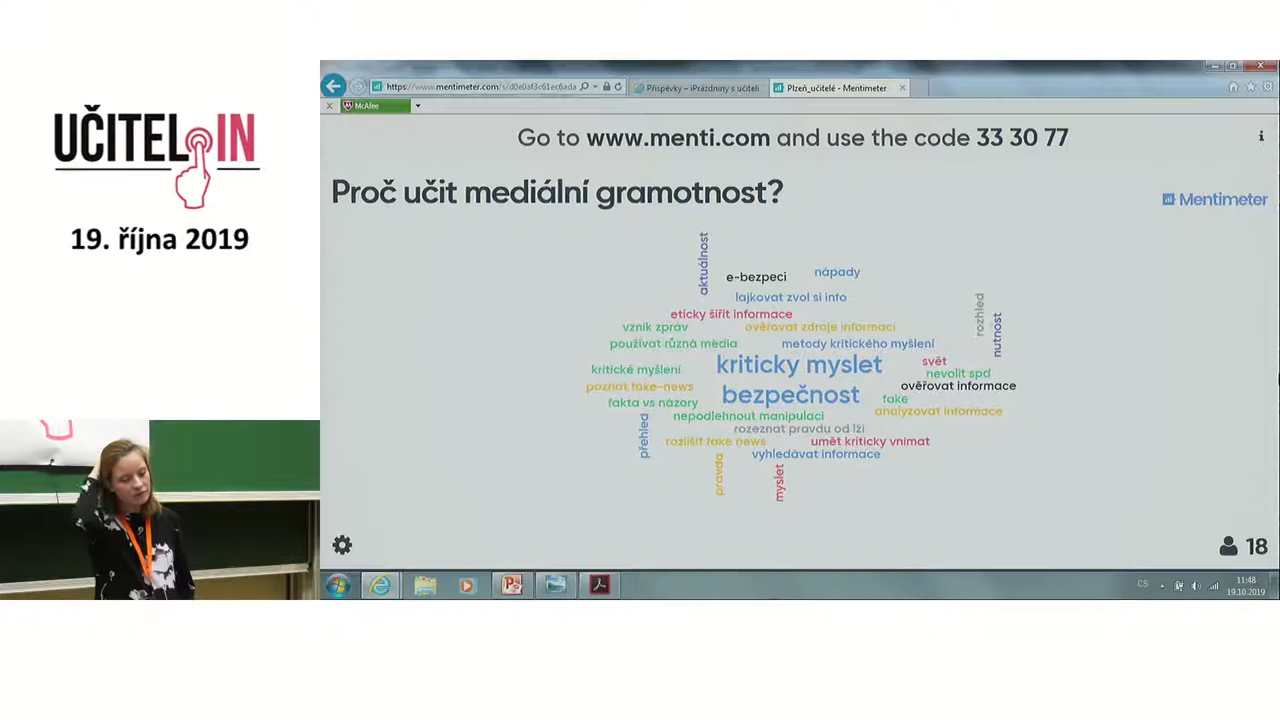 UČITEL IN
19. října 2019
https://www.mentimeter.com/s/d0e0af3c61ec6ada
Příspěvky – iPrázdniny s učiteli
Plzeň_učitelé - Mentimeter
McAfee
Go to www.menti.com and use the code 33 30 77
Proč učit mediální gramotnost?
Mentimeter
aktuálnost
e-bezpeci
nápady
lajkovat zvol si info
rozhled
eticky šířit informace
nutnost
vznik zpráv
ověřovat zdroje informací
používat různá média
metody kritického myšlení
kriticky myslet
svět
kritické myšlení
nevolit spd
poznat fake-news
bezpečnost
ověřovat informace
fakta vs názory
fake
analyzovat informace
přehled
nepodlehnout manipulaci
rozeznat pravdu od lži
rozlišit fake news
umět kriticky vnímat
vyhledávat informace
pravda
myslet
18
CS
11:48
19.10.2019